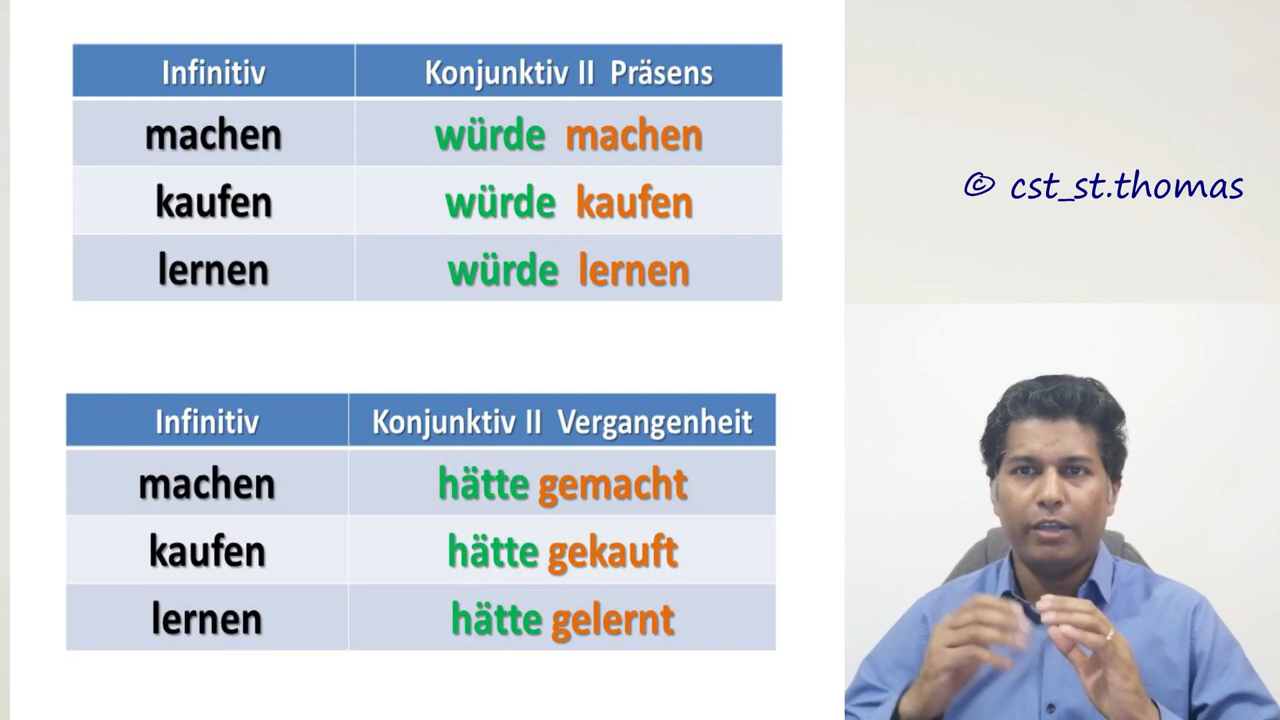 Infinitiv Konjunktiv II Präsens
machen würde machen
kaufen würde kaufen
lernen würde lernen
© cst_st.thomas
Infinitiv Konjunktiv II Vergangenheit
machen hätte gemacht
kaufen hätte gekauft
lernen hätte gelernt